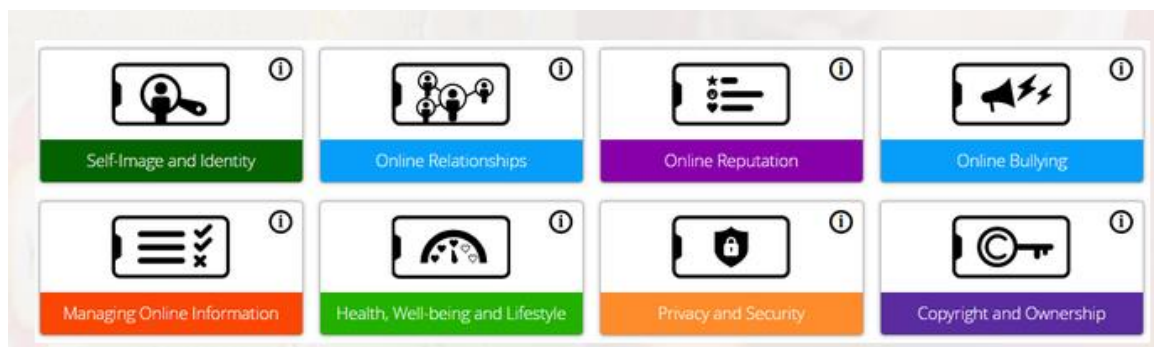 Self-Image and Identity
Online Relationships
Online Reputation
Online Bullying
Managing Online Information
Health, Well-being and Lifestyle
Privacy and Security
Copyright and Ownership